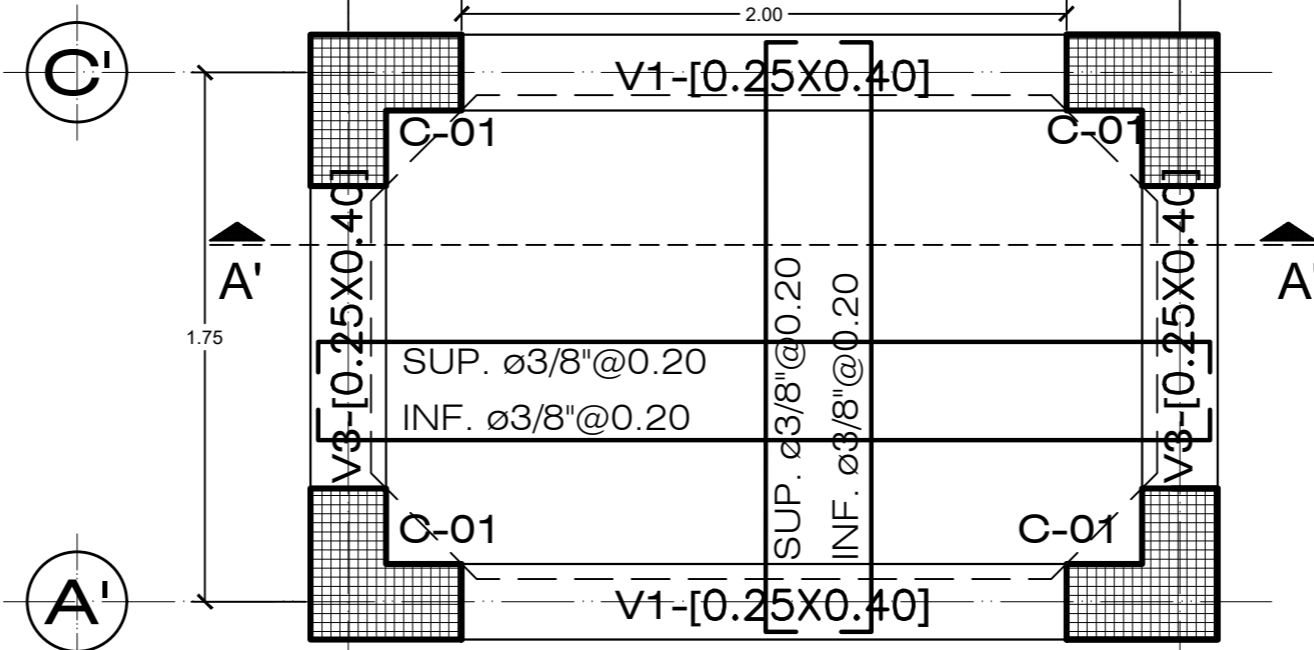 2.00
C'
V1-[0.25X0.40]
C-01
C-01
V3-[0.25X0.40]
V3-[0.25X0.40]
A'
A'
1.75
SUP. ø3/8"@0.20
INF. ø3/8"@0.20
SUP. ø3/8"@0.20
INF. ø3/8"@0.20
C-01
C-01
A'
V1-[0.25X0.40]